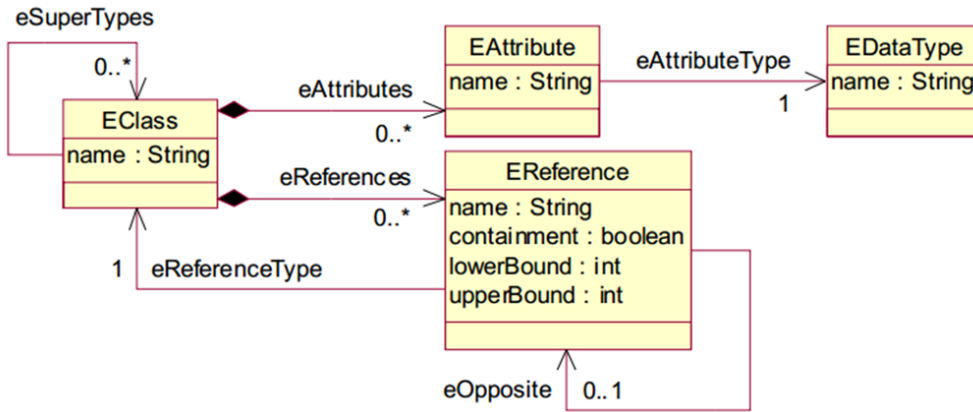 eSuperTypes
0..*
EClass
name : String
eAttributes
0..*
EAttribute
name : String
eAttributeType
1
EDataType
name : String
eReferences
0..*
EReference
name : String
containment : boolean
lowerBound : int
upperBound : int
1 eReferenceType
eOpposite 0..1